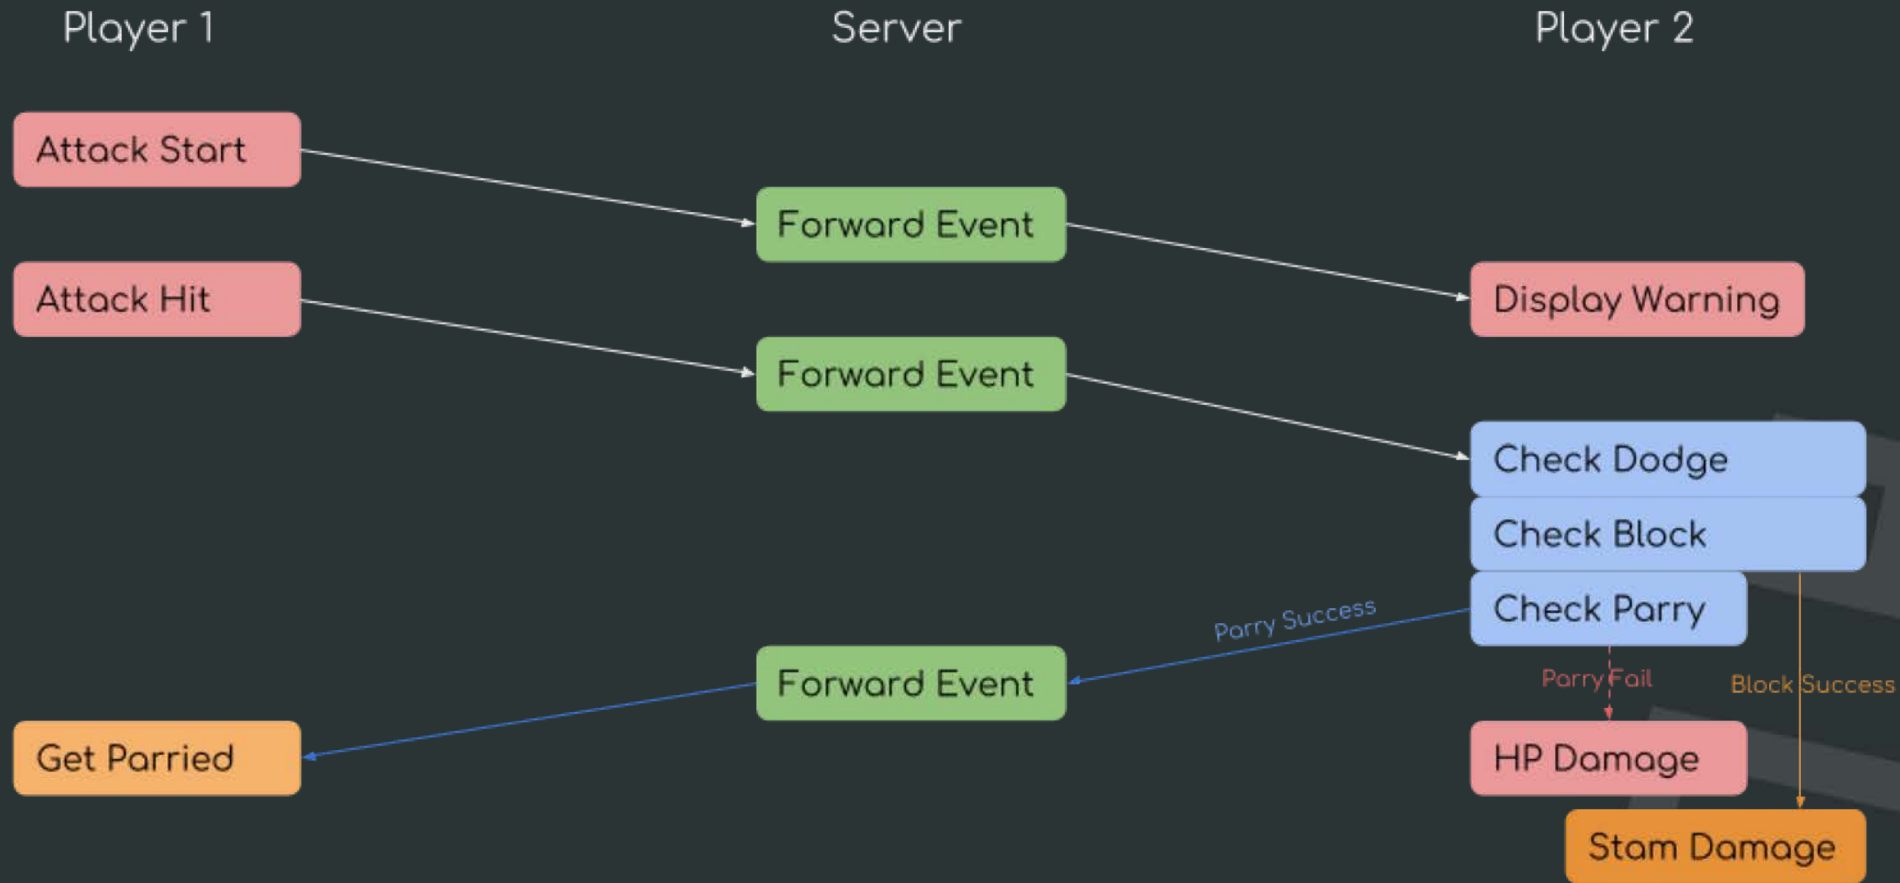 Player 1
Server
Player 2
Attack Start
Forward Event
Attack Hit
Display Warning
Forward Event
Check Dodge
Check Block
Check Parry
Parry Success
Forward Event
Parry Fail
Block Success
Get Parried
HP Damage
Stam Damage